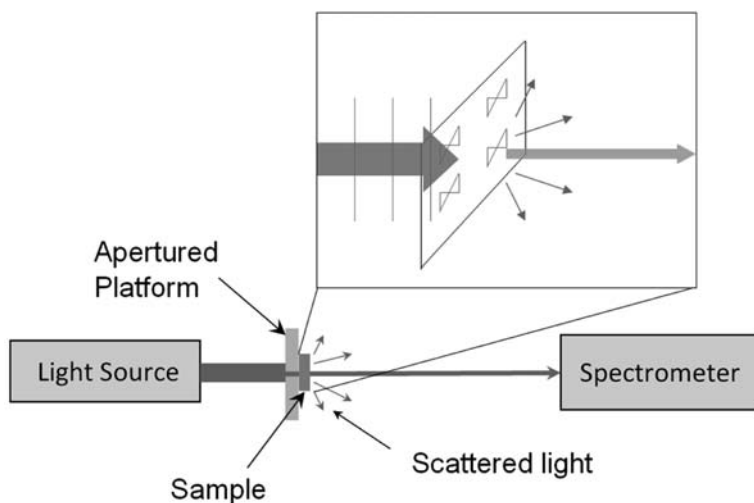 Apertured
Platform
Light Source
Spectrometer
Scattered light
Sample